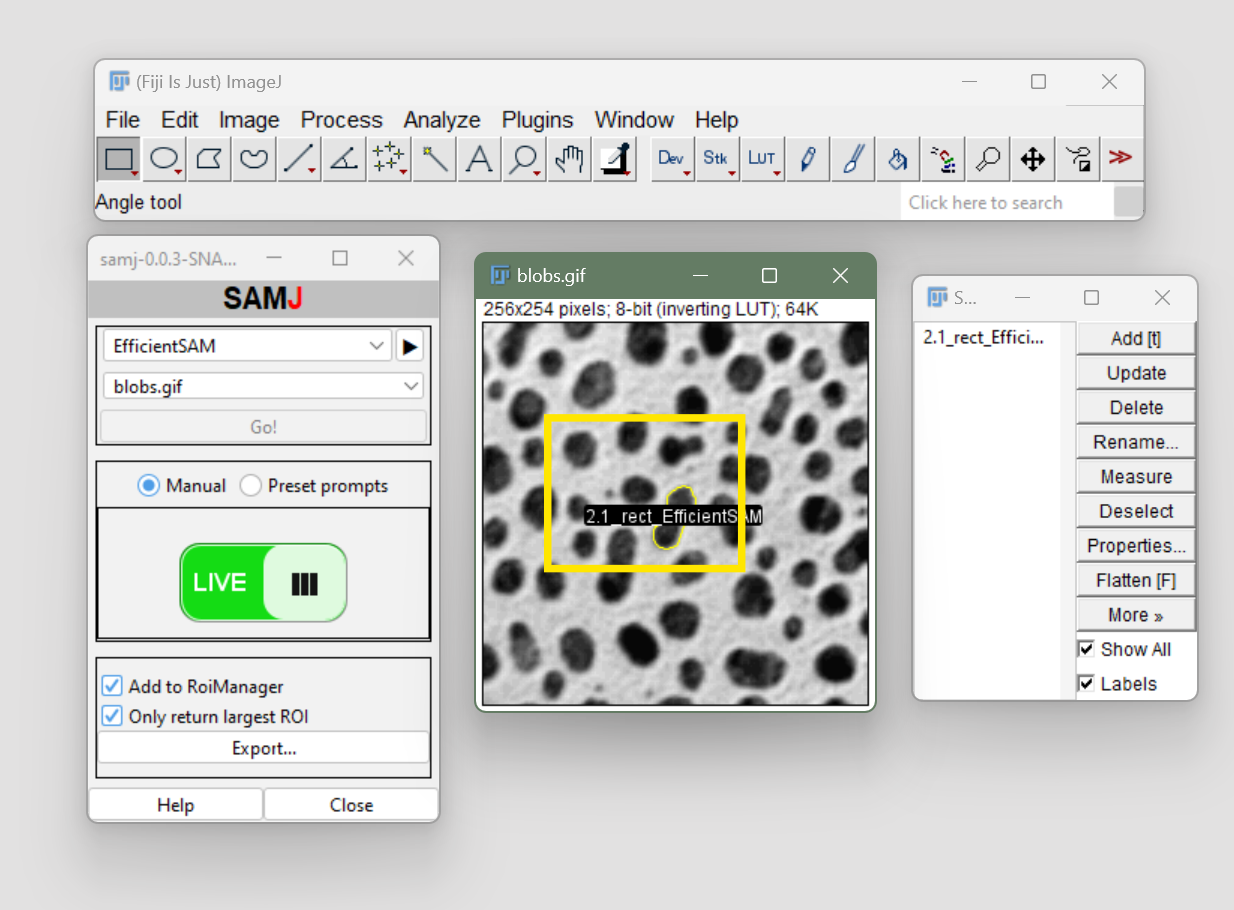 (Fiji Is Just) ImageJ
File Edit Image Process Analyze Plugins Window Help
Dev Stk LUT
Angle tool
Click here to search
samj-0.0.3-SNA...
SAMJ
EfficientSAM
blobs.gif
Go!
Manual Preset prompts
LIVE
Add to RoiManager
Only return largest ROI
Export...
Help Close
blobs.gif
256x254 pixels; 8-bit (inverting LUT); 64K
2.1_rect_EfficientSAM
S...
2.1_rect_Effici...
Add [t]
Update
Delete
Rename...
Measure
Deselect
Properties...
Flatten [F]
More »
Show All
Labels